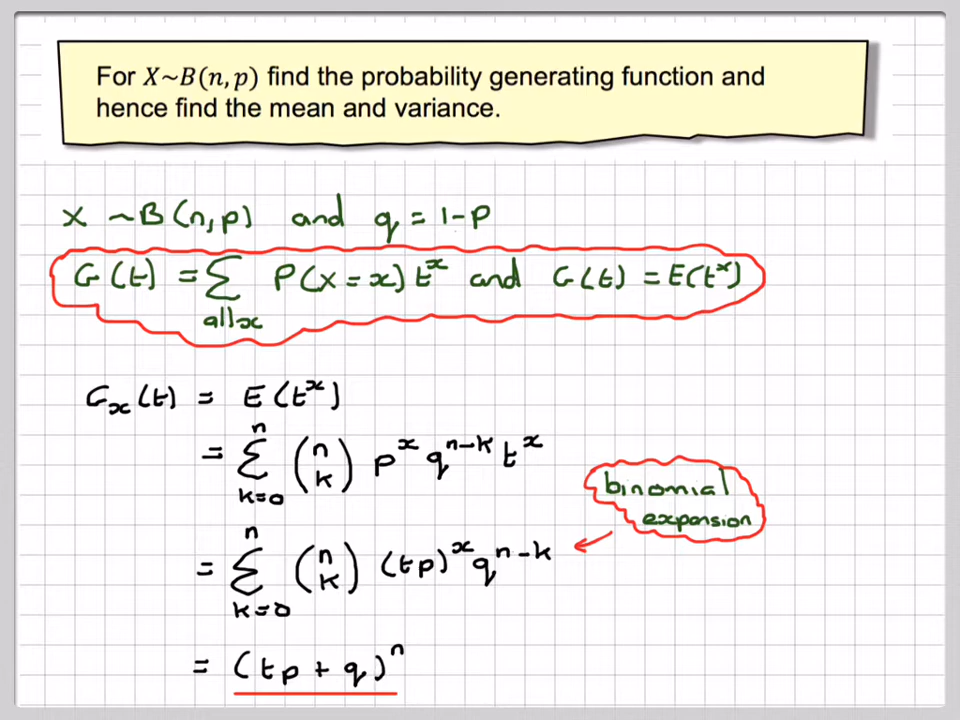 For X~B(n, p) find the probability generating function and
hence find the mean and variance.
x ~B(n,p) and q = 1-p
G(t) = ∑ P(X=x) t^x and G(t) = E(t^x)
all x
G_x(t) = E(t^x)
= ∑_{k=0}^{n} (n k) p^x q^{n-k} t^x
binomial
expansion
= ∑_{k=0}^{n} (n k) (tp)^x q^{n-k}
= (tp + q)^n